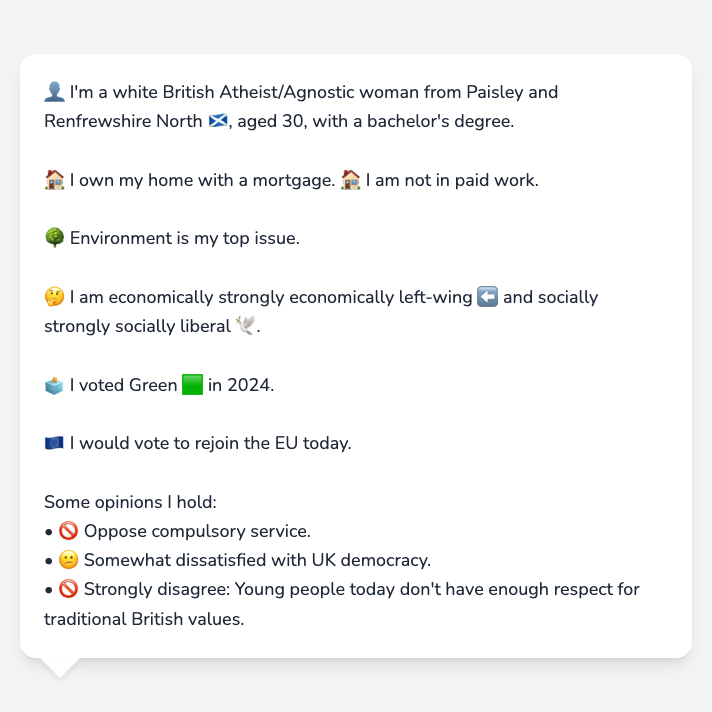 👤 I'm a white British Atheist/Agnostic woman from Paisley and
Renfrewshire North 🏴󠁧󠁢󠁳󠁣󠁴󠁿, aged 30, with a bachelor's degree.
🏠 I own my home with a mortgage. 🏠 I am not in paid work.
🌳 Environment is my top issue.
🤔 I am economically strongly economically left-wing ⬅️ and socially
strongly socially liberal 🕊️.
🗳️ I voted Green 🟩 in 2024.
🇪🇺 I would vote to rejoin the EU today.
Some opinions I hold:
• 🚫 Oppose compulsory service.
• 😕 Somewhat dissatisfied with UK democracy.
• 🚫 Strongly disagree: Young people today don't have enough respect for
traditional British values.